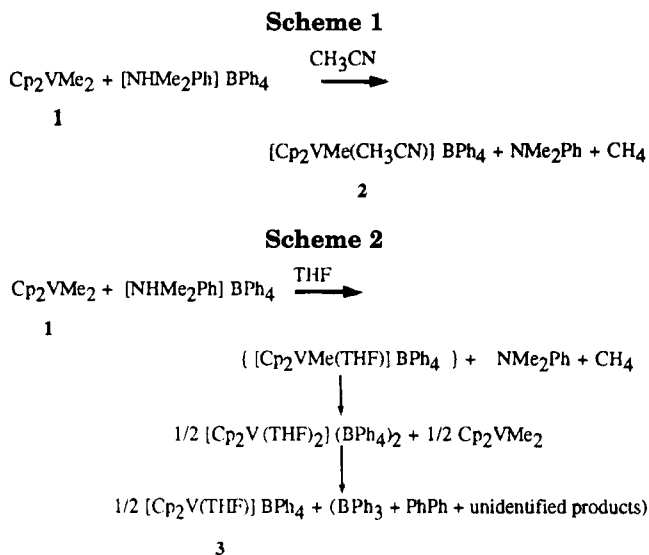 Scheme 1
Cp₂VMe₂ + [NHMe₂Ph] BPh₄ CH₃CN
1
[Cp₂VMe(CH₃CN)] BPh₄ + NMe₂Ph + CH₄
2
Scheme 2
Cp₂VMe₂ + [NHMe₂Ph] BPh₄ THF
1
{ [Cp₂VMe(THF)] BPh₄ } + NMe₂Ph + CH₄
1/2 [Cp₂V(THF)₂] (BPh₄)₂ + 1/2 Cp₂VMe₂
1/2 [Cp₂V(THF)] BPh₄ + (BPh₃ + PhPh + unidentified products)
3